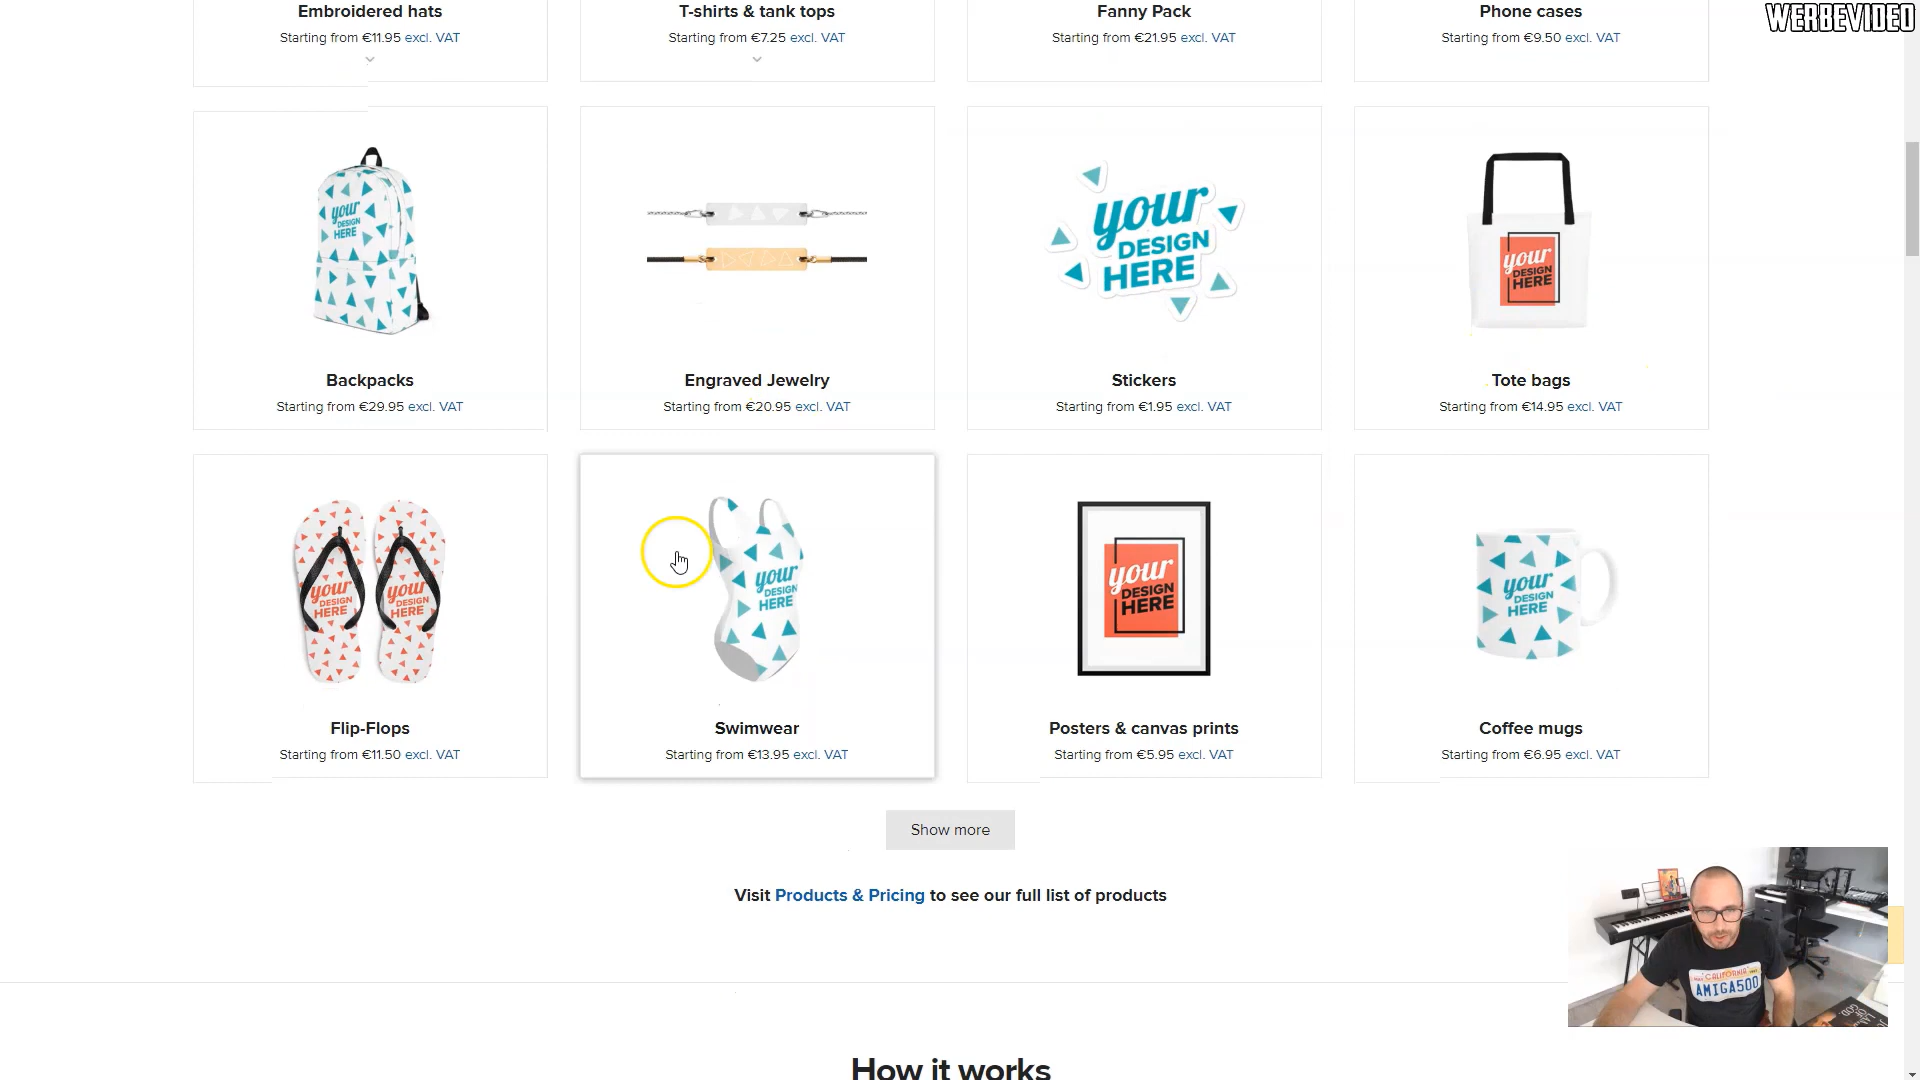 WERBEVIDEO
Embroidered hats
Starting from €11.95 excl. VAT
T-shirts & tank tops
Starting from €7.25 excl. VAT
Fanny Pack
Starting from €21.95 excl. VAT
Phone cases
Starting from €9.50 excl. VAT
your
DESIGN
HERE
your
DESIGN
HERE
your
DESIGN
HERE
Backpacks
Starting from €29.95 excl. VAT
Engraved Jewelry
Starting from €20.95 excl. VAT
Stickers
Starting from €1.95 excl. VAT
Tote bags
Starting from €14.95 excl. VAT
your
DESIGN
HERE
your
DESIGN
HERE
your
DESIGN
HERE
your
DESIGN
HERE
your
DESIGN
HERE
Flip-Flops
Starting from €11.50 excl. VAT
Swimwear
Starting from €13.95 excl. VAT
Posters & canvas prints
Starting from €5.95 excl. VAT
Coffee mugs
Starting from €6.95 excl. VAT
Show more
Visit Products & Pricing to see our full list of products
CALIFORNIA
AMIGA500
How it works